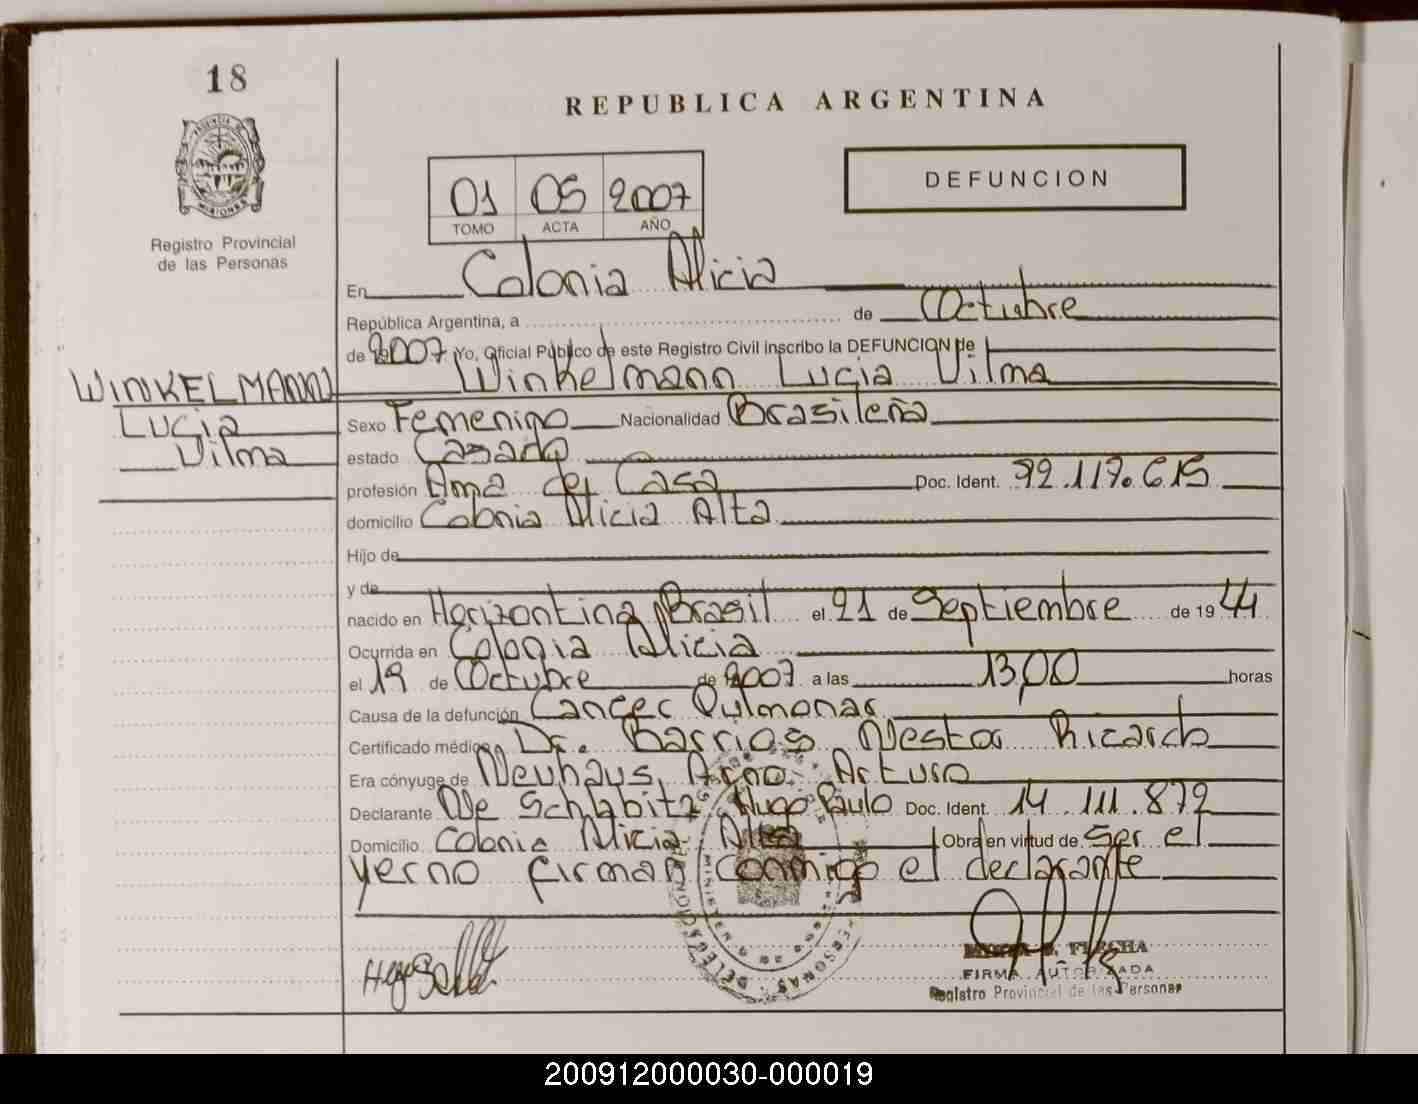 18
REPUBLICA ARGENTINA
DEFUNCION
01 05 2007
TOMO ACTA AÑO
Registro Provincial
de las Personas
En Colonia Alicia
República Argentina, a de Octubre
de 2007 Yo, Oficial Público de este Registro Civil inscribo la DEFUNCION de
WINKELMANN Winkelmann Lucia Vilma
Lucia Sexo Femenino Nacionalidad Brasileña
Vilma estado Casada
profesión Ama de Casa Doc. Ident. 92.117.615
domicilio Colonia Alicia Alta
Hijo de
y de
nacido en Horizontina Brasil el 21 de Septiembre de 1944
Ocurrida en Colonia Alicia
el 19 de Octubre de 2007 a las 13,00 horas
Causa de la defunción Cancer Pulmonar
Certificado médico Dr. Barrios Nestor Ricardo
Era cónyuge de Neuhaus, Arno Arturo
Declarante De Schlabitz Hugo Paulo Doc. Ident. 14.111.872
Domicilio Colonia Alicia Alta Obra en virtud de Ser el
yerno firman conmigo el declarante
FLECHA
FIRMA AUTORIZADA
Registro Provincial de las Personas
200912000030-000019